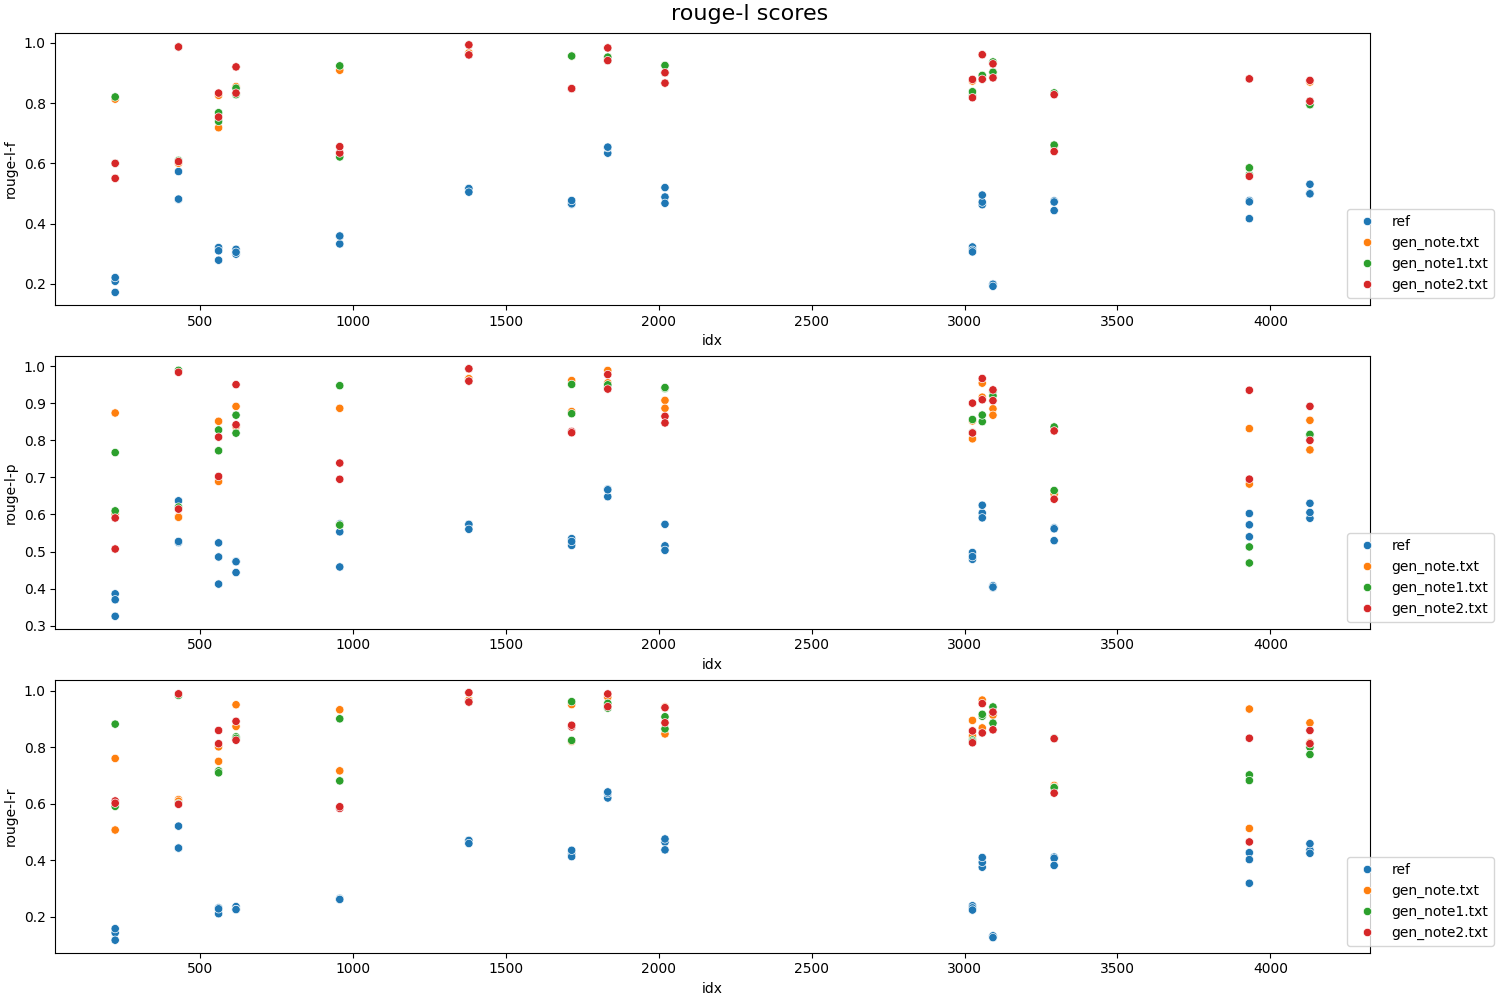 rouge-l scores
1.0
0.8
0.6
0.4
0.2
rouge-l-f
500 1000 1500 2000 2500 3000 3500 4000
idx
ref
gen_note.txt
gen_note1.txt
gen_note2.txt
1.0
0.9
0.8
0.7
0.6
0.5
0.4
0.3
rouge-l-p
500 1000 1500 2000 2500 3000 3500 4000
idx
ref
gen_note.txt
gen_note1.txt
gen_note2.txt
1.0
0.8
0.6
0.4
0.2
rouge-l-r
500 1000 1500 2000 2500 3000 3500 4000
idx
ref
gen_note.txt
gen_note1.txt
gen_note2.txt